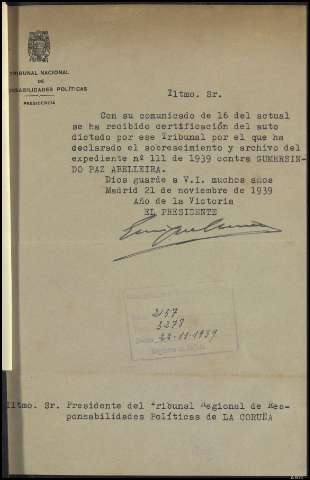 TRIBUNAL NACIONAL
DE
RESPONSABILIDADES POLÍTICAS
PRESIDENCIA
Iltmo. Sr.
Con su comunicado de 16 del actual
se ha recibido certificación del auto
dictado por ese Tribunal por el que ha
declarado el sobreseimiento y archivo del
expediente nº 111 de 1939 contra GUMERSIN-
DO PAZ ABELLEIRA.
Dios guarde a V.I. muchos años
Madrid 21 de noviembre de 1939
Año de la Victoria
EL PRESIDENTE
2157
3278
22-11-1939
Iltmo. Sr. Presidente del Tribunal Regional de Res-
ponsabilidades Políticas de LA CORUÑA